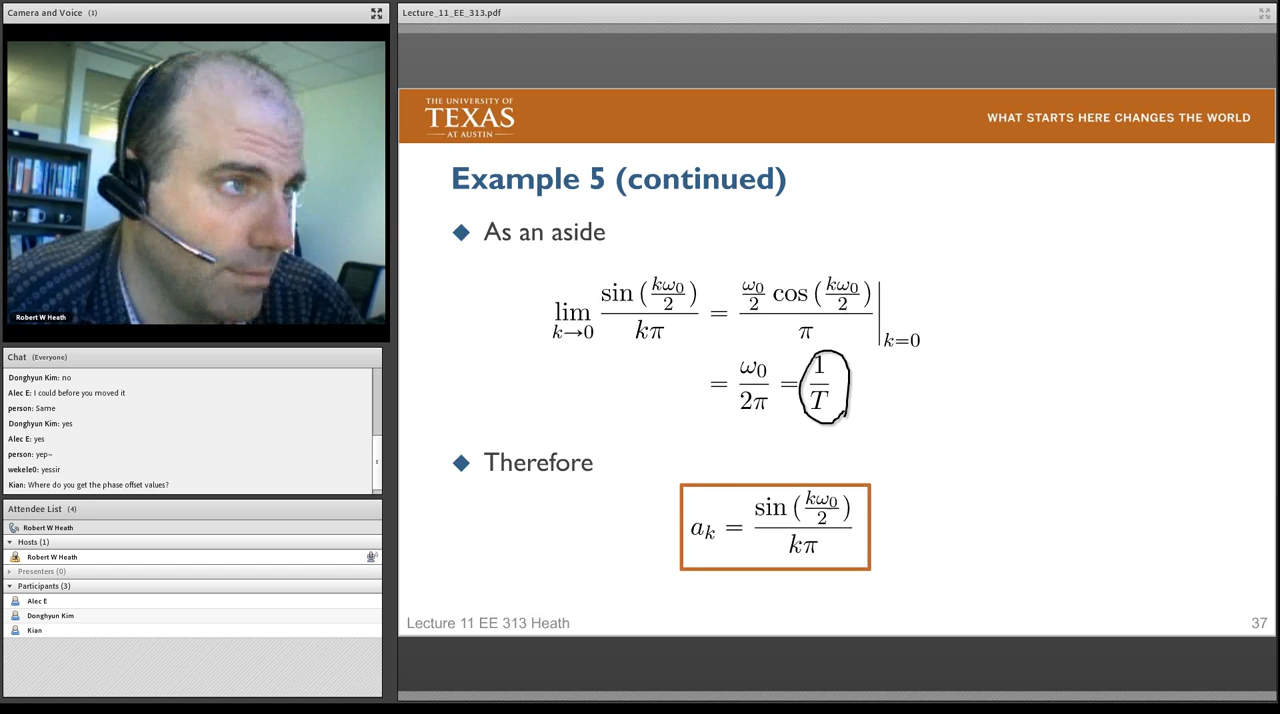 Camera and Voice (1)
Robert W Heath
Chat (Everyone)
Donghyun Kim: no
Alec E: I could before you moved it
person: Same
Donghyun Kim: yes
Alec E: yes
person: yep~
wekele0: yessir
Kian: Where do you get the phase offset values?
Attendee List (4)
Robert W Heath
Hosts (1)
Robert W Heath
Presenters (0)
Participants (3)
Alec E
Donghyun Kim
Kian
Lecture_11_EE_313.pdf
THE UNIVERSITY OF
TEXAS
AT AUSTIN
WHAT STARTS HERE CHANGES THE WORLD
Example 5 (continued)
As an aside
lim k→0 sin (kω₀/2) / kπ = ω₀/2 cos (kω₀/2) / π |k=0
= ω₀/2π = 1/T
Therefore
aₖ = sin (kω₀/2) / kπ
Lecture 11 EE 313 Heath
37